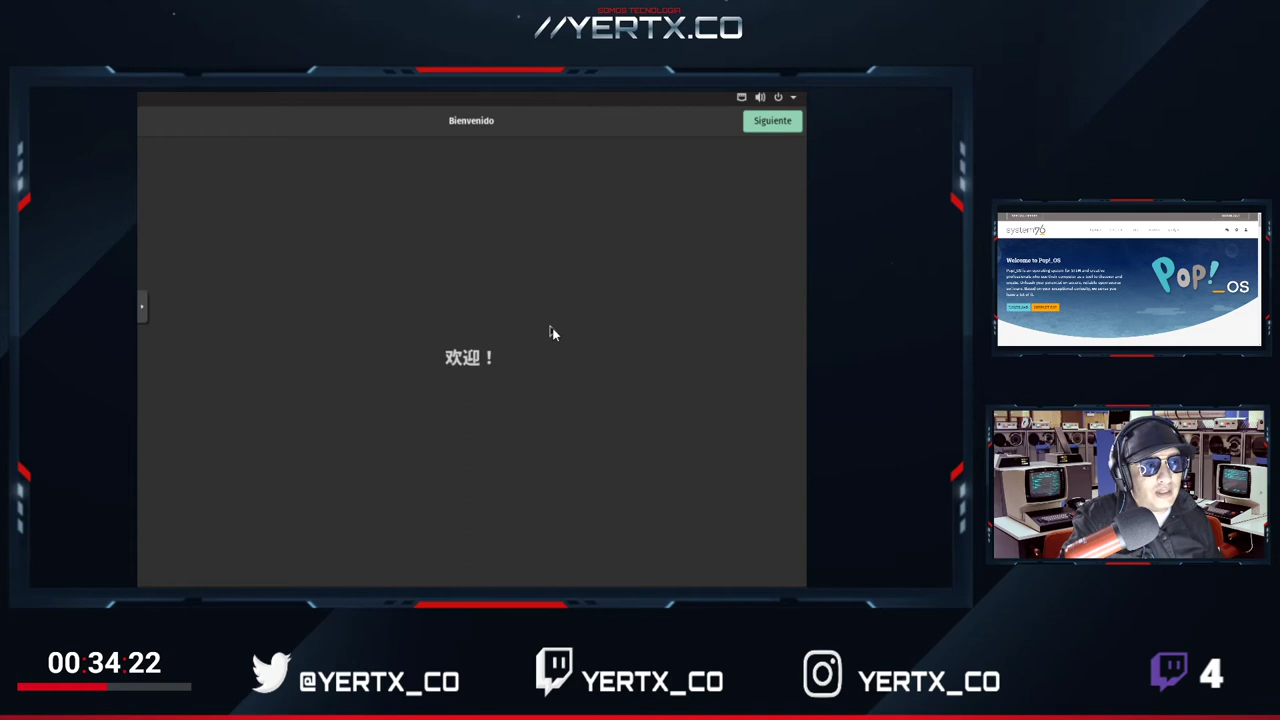 SOMOS TECNOLOGIA
//YERTX.CO
Bienvenido
Siguiente
欢迎！
system76
Welcome to Pop!_OS
Pop!_OS
00:34:22
@YERTX_CO
YERTX_CO
YERTX_CO
4